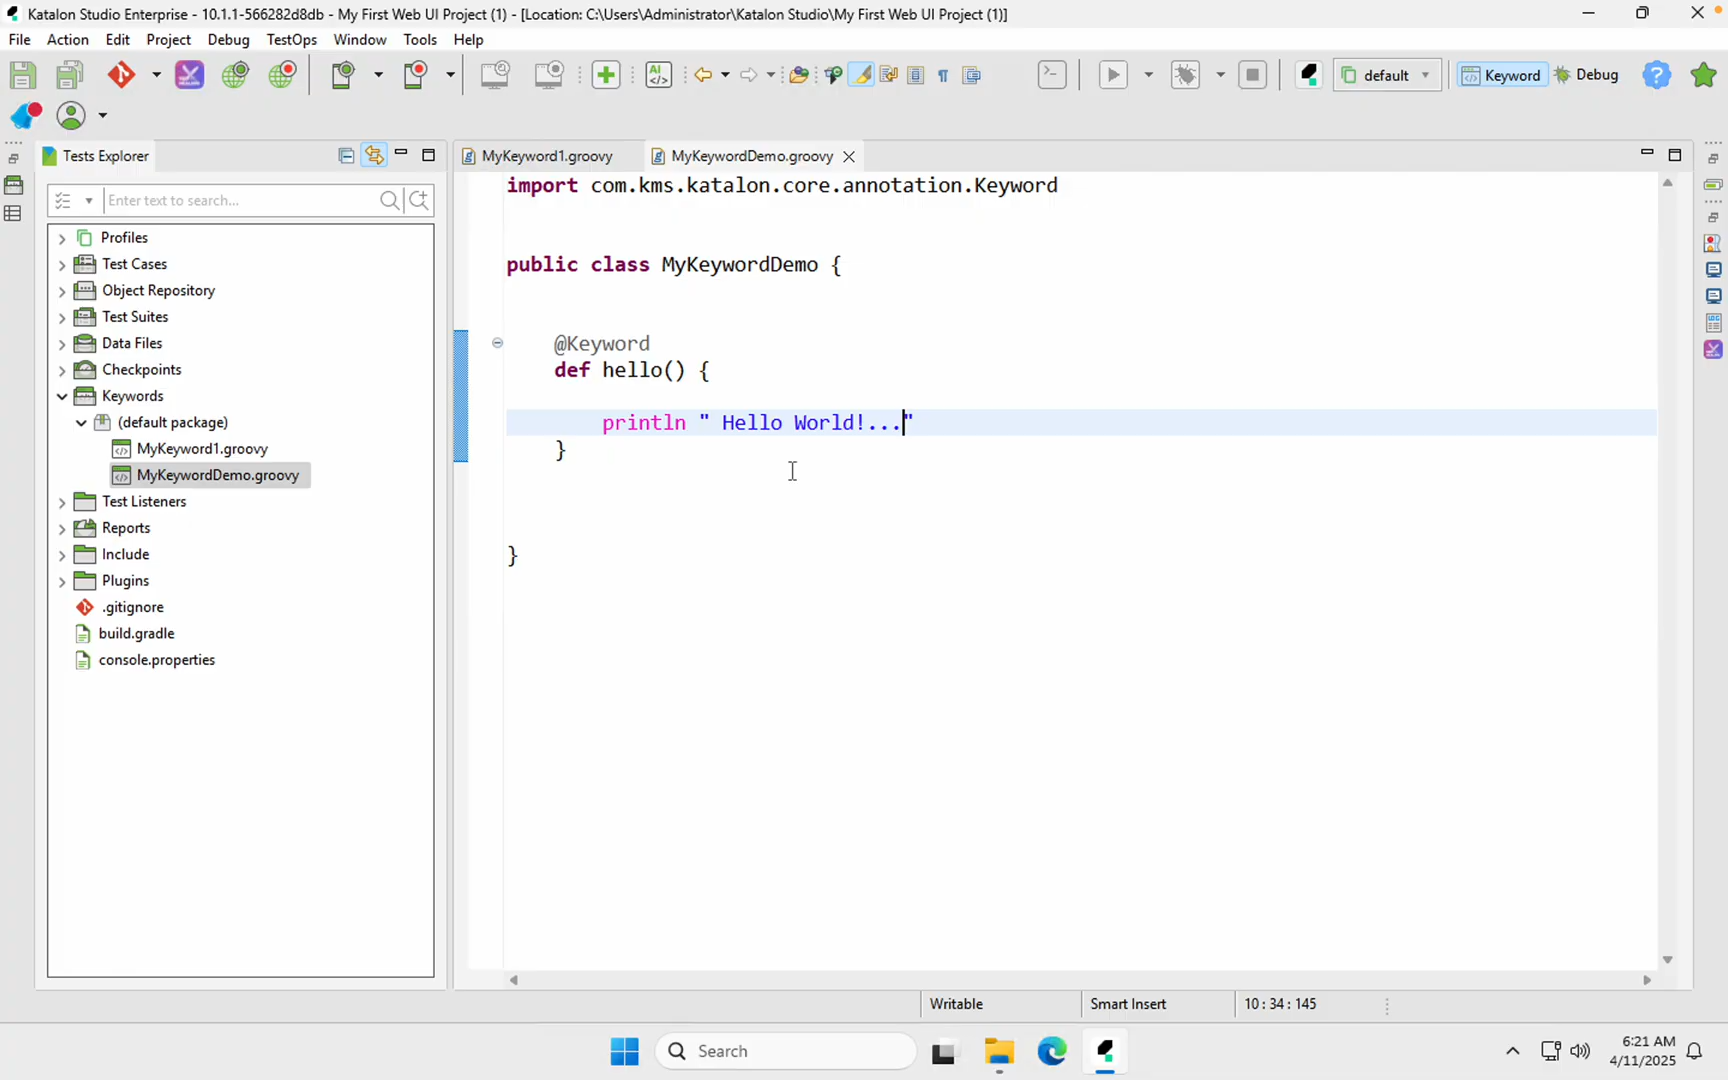 Katalon Studio Enterprise - 10.1.1-566282d8db - My First Web UI Project (1) - [Location: C:\Users\Administrator\Katalon Studio\My First Web UI Project (1)]
File Action Edit Project Debug TestOps Window Tools Help
AI
default
Keyword
Debug
Tests Explorer
MyKeyword1.groovy
MyKeywordDemo.groovy
Enter text to search...
Profiles
Test Cases
Object Repository
Test Suites
Data Files
Checkpoints
Keywords
(default package)
MyKeyword1.groovy
MyKeywordDemo.groovy
Test Listeners
Reports
Include
Plugins
.gitignore
build.gradle
console.properties
import com.kms.katalon.core.annotation.Keyword
public class MyKeywordDemo {
@Keyword
def hello() {
println " Hello World!..."
}
}
Writable
Smart Insert
10 : 34 : 145
Search
6:21 AM
4/11/2025